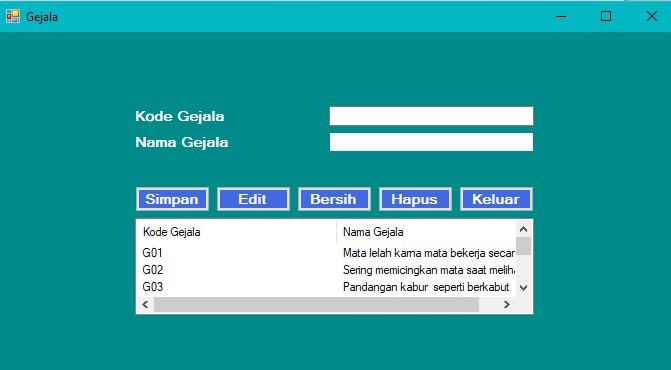 Gejala
Kode Gejala
Nama Gejala
Simpan Edit Bersih Hapus Keluar
Kode Gejala Nama Gejala
G01 Mata lelah karna mata bekerja secar
G02 Sering memicingkan mata saat melih
G03 Pandangan kabur seperti berkabut